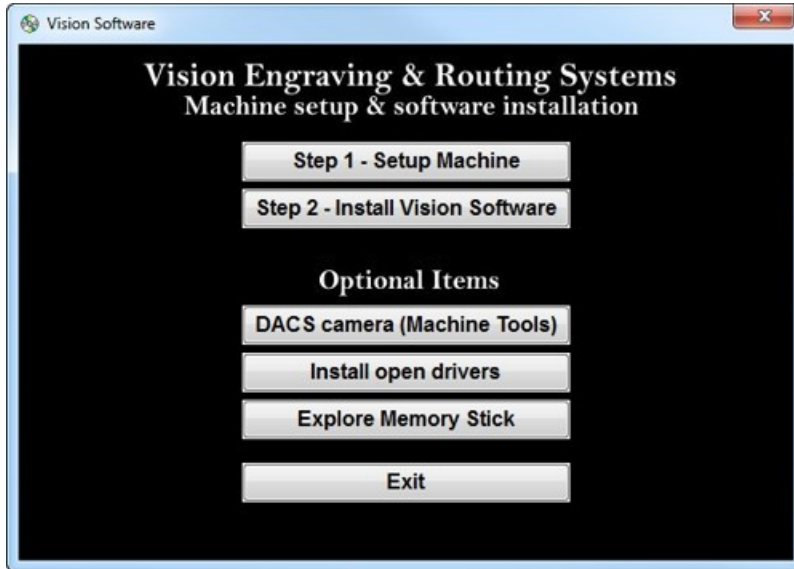 Vision Software
Vision Engraving & Routing Systems
Machine setup & software installation
Step 1 - Setup Machine
Step 2 - Install Vision Software
Optional Items
DACS camera (Machine Tools)
Install open drivers
Explore Memory Stick
Exit